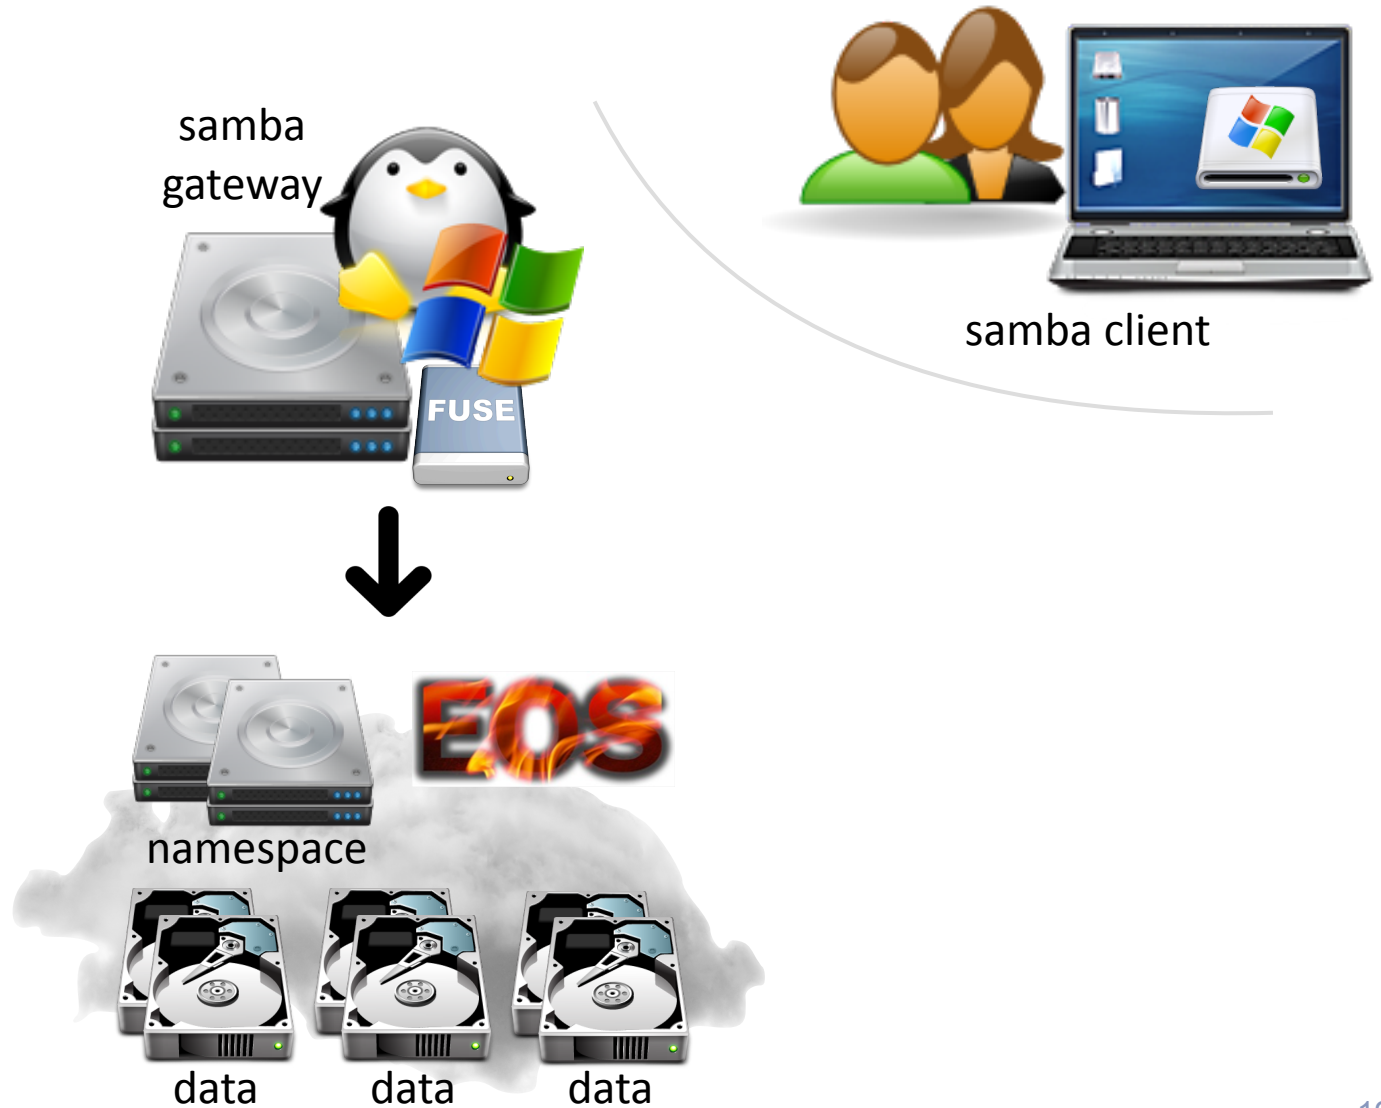 samba
gateway
samba client
FUSE
EOS
namespace
data data data